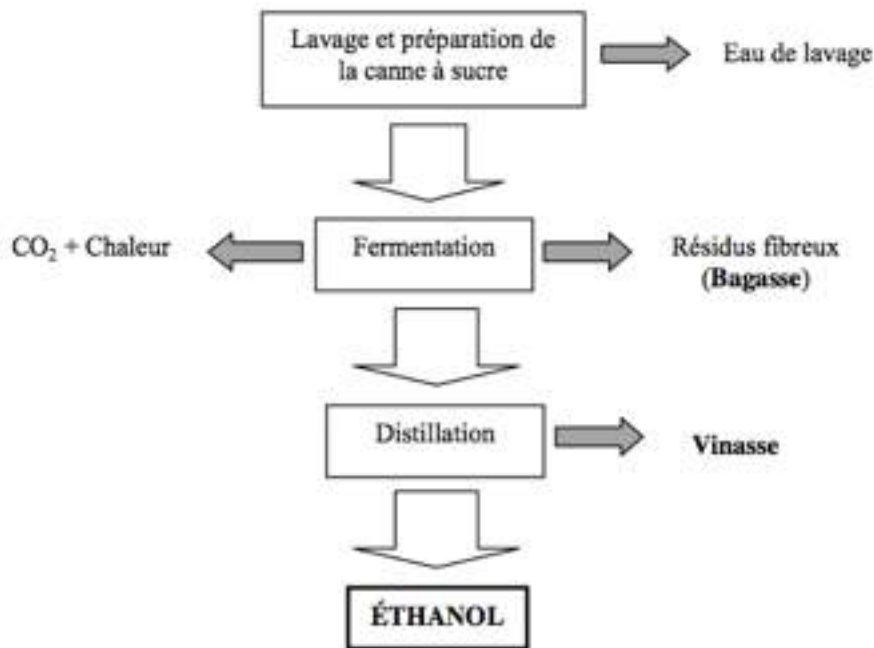 Lavage et préparation de
la canne à sucre
Eau de lavage
CO₂ + Chaleur
Fermentation
Résidus fibreux
(Bagasse)
Distillation
Vinasse
ÉTHANOL